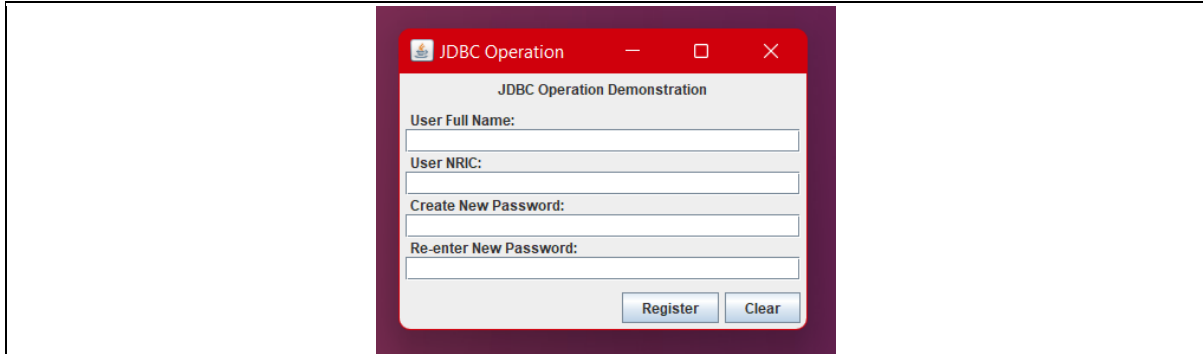 JDBC Operation
JDBC Operation Demonstration
User Full Name:
User NRIC:
Create New Password:
Re-enter New Password:
Register Clear